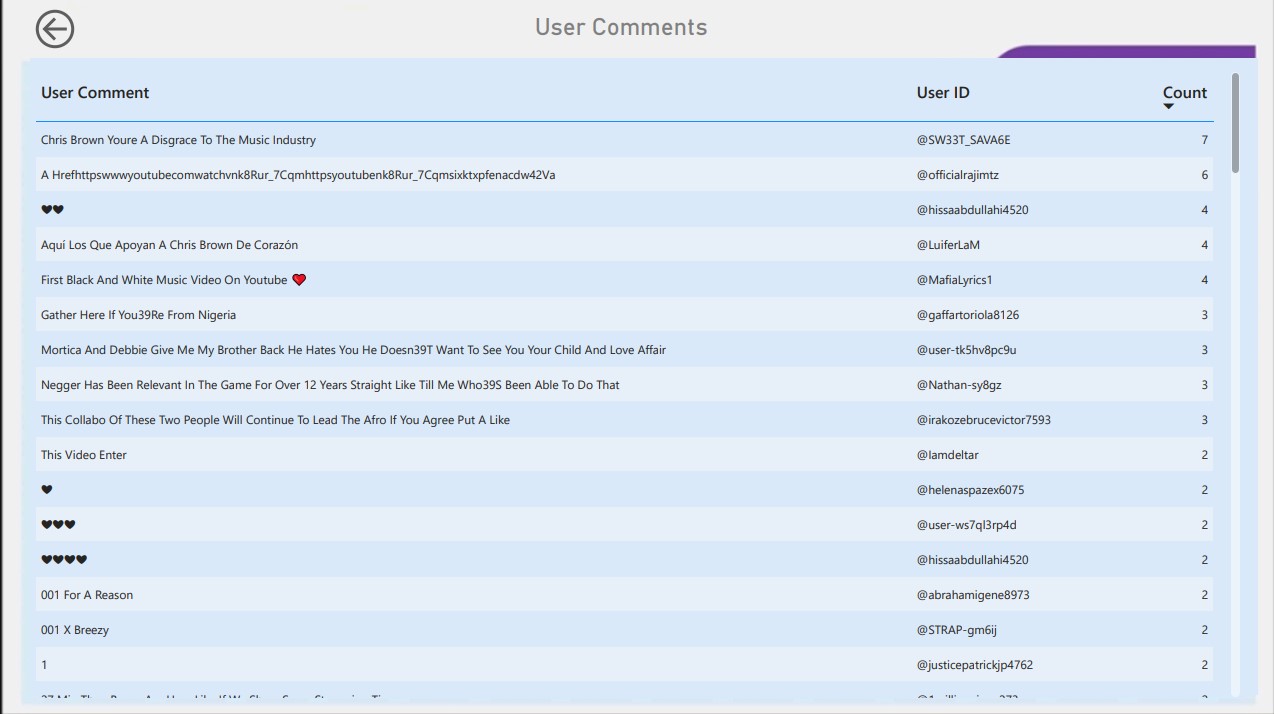 User Comments
User Comment User ID Count
Chris Brown Youre A Disgrace To The Music Industry @SW33T_SAVA6E 7
A Hrefhttpswwwyoutubecomwatchvnk8Rur_7Cqmhttpsyoutubenk8Rur_7Cqmsixktxpfenacdw42Va @officialrajimtz 6
🖤🖤 @hissaabdullahi4520 4
Aquí Los Que Apoyan A Chris Brown De Corazón @LuiferLaM 4
First Black And White Music Video On Youtube ❤️ @MafiaLyrics1 4
Gather Here If You39Re From Nigeria @gaffartoriola8126 3
Mortica And Debbie Give Me My Brother Back He Hates You He Doesn39T Want To See You Your Child And Love Affair @user-tk5hv8pc9u 3
Negger Has Been Relevant In The Game For Over 12 Years Straight Like Till Me Who39S Been Able To Do That @Nathan-sy8gz 3
This Collabo Of These Two People Will Continue To Lead The Afro If You Agree Put A Like @irakozebrucevictor7593 3
This Video Enter @Iamdeltar 2
🖤 @helenaspazex6075 2
🖤🖤🖤 @user-ws7ql3rp4d 2
🖤🖤🖤🖤 @hissaabdullahi4520 2
001 For A Reason @abrahamigene8973 2
001 X Breezy @STRAP-gm6ij 2
1 @justicepatrickjp4762 2